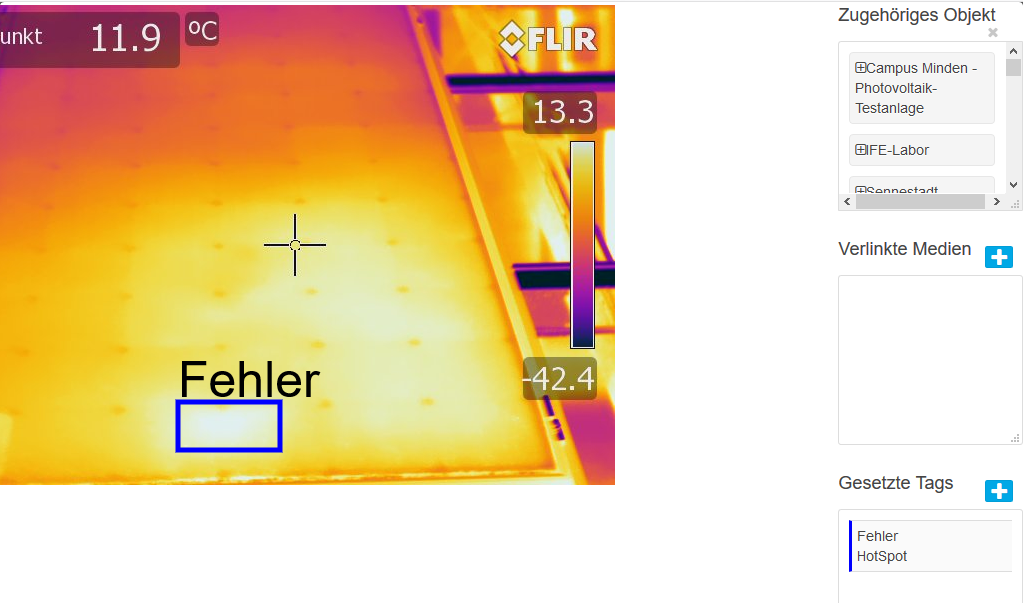 unkt 11.9 °C
FLIR
13.3
-42.4
Fehler
Zugehöriges Objekt
Campus Minden -
Photovoltaik-
Testanlage
IFE-Labor
Sennestadt
Verlinkte Medien
Gesetzte Tags
Fehler
HotSpot